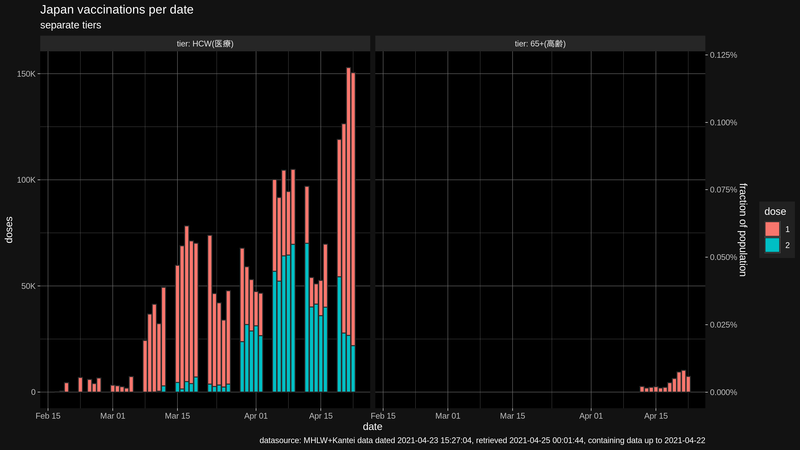 Japan vaccinations per date
separate tiers
tier: HCW(医療)
tier: 65+(高齢)
150K
100K
50K
0
doses
0.125%
0.100%
0.075%
0.050%
0.025%
0.000%
fraction of population
dose
1
2
Feb 15
Mar 01
Mar 15
Apr 01
Apr 15
Feb 15
Mar 01
Mar 15
Apr 01
Apr 15
date
datasource: MHLW+Kantei data dated 2021-04-23 15:27:04, retrieved 2021-04-25 00:01:44, containing data up to 2021-04-22